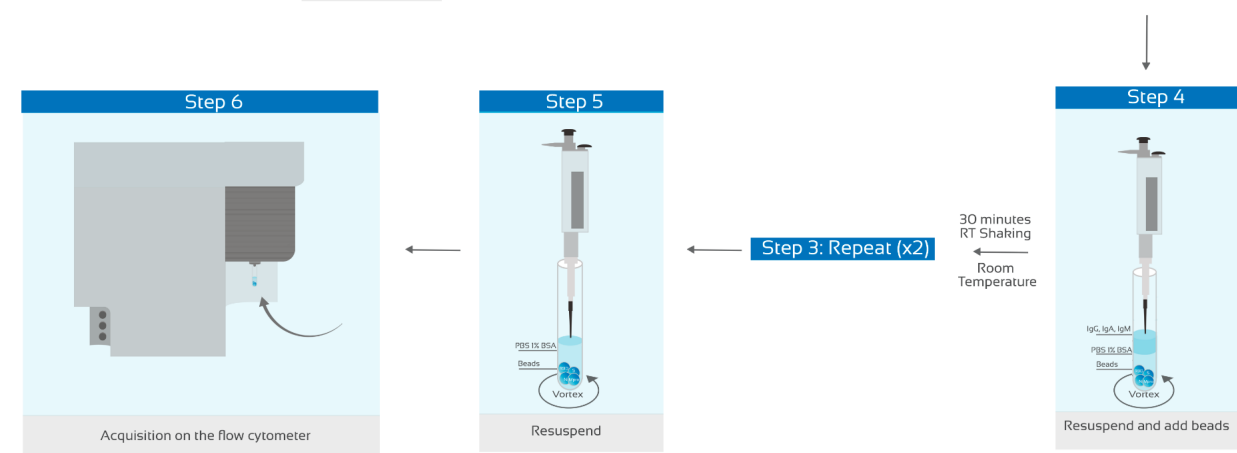 Step 6
Step 5
Step 4
30 minutes
RT Shaking
Step 3: Repeat (x2)
Room
Temperature
IgG, IgA, IgM
PBS 1% BSA
Beads
Vortex
PBS 1% BSA
Beads
Vortex
Acquisition on the flow cytometer
Resuspend
Resuspend and add beads